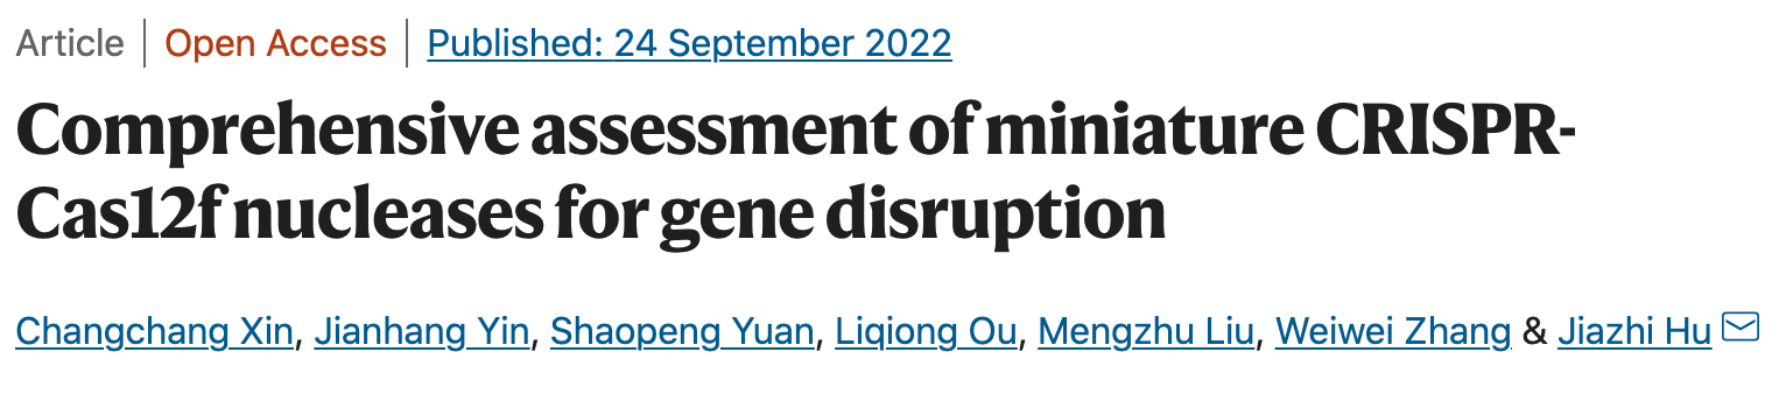 Article | Open Access | Published: 24 September 2022
Comprehensive assessment of miniature CRISPR-
Cas12f nucleases for gene disruption
Changchang Xin, Jianhang Yin, Shaopeng Yuan, Liqiong Ou, Mengzhu Liu, Weiwei Zhang & Jiazhi Hu